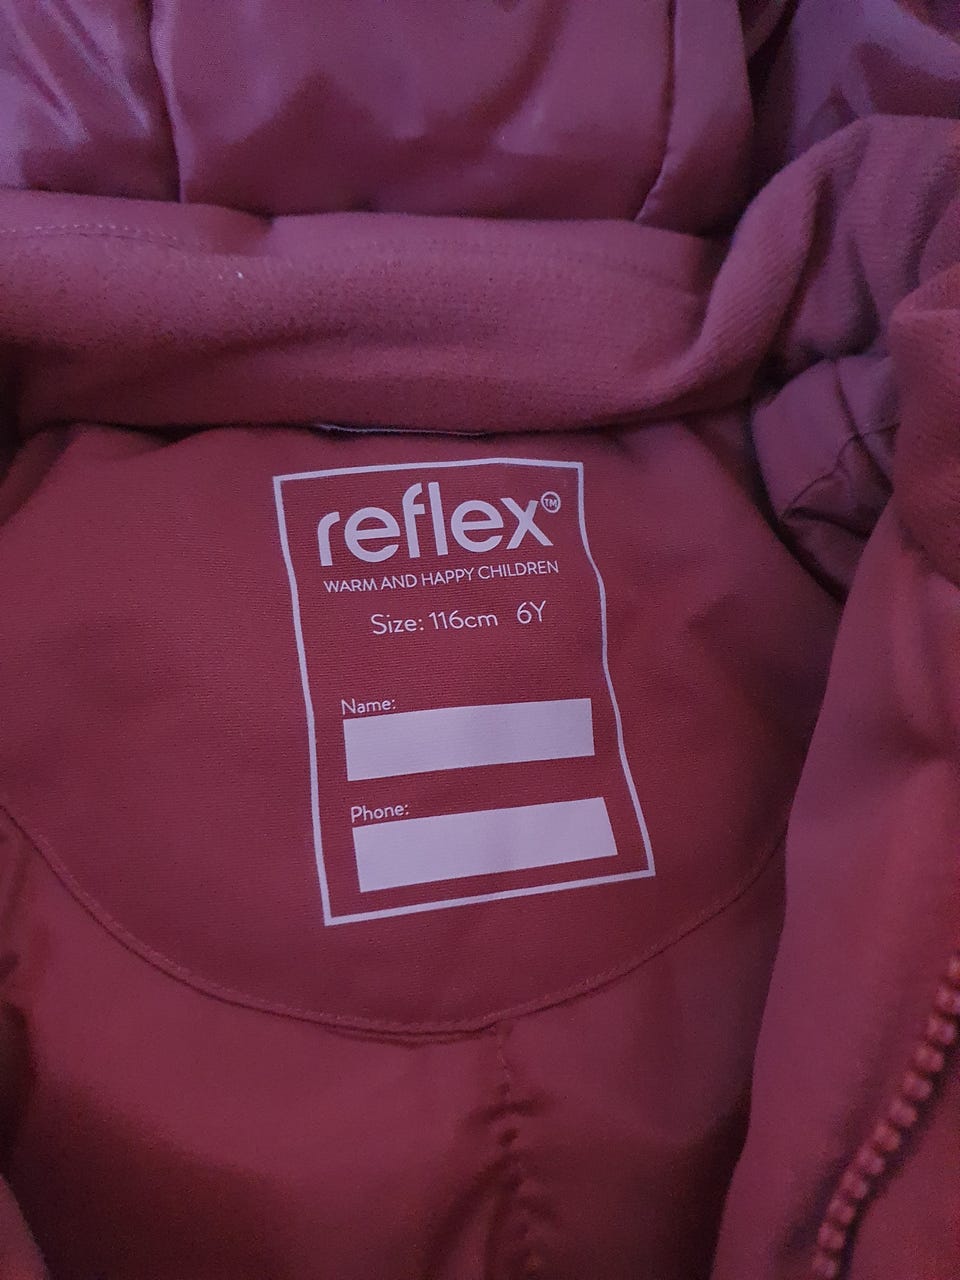 reflex™
WARM AND HAPPY CHILDREN
Size: 116cm 6Y
Name:
Phone: